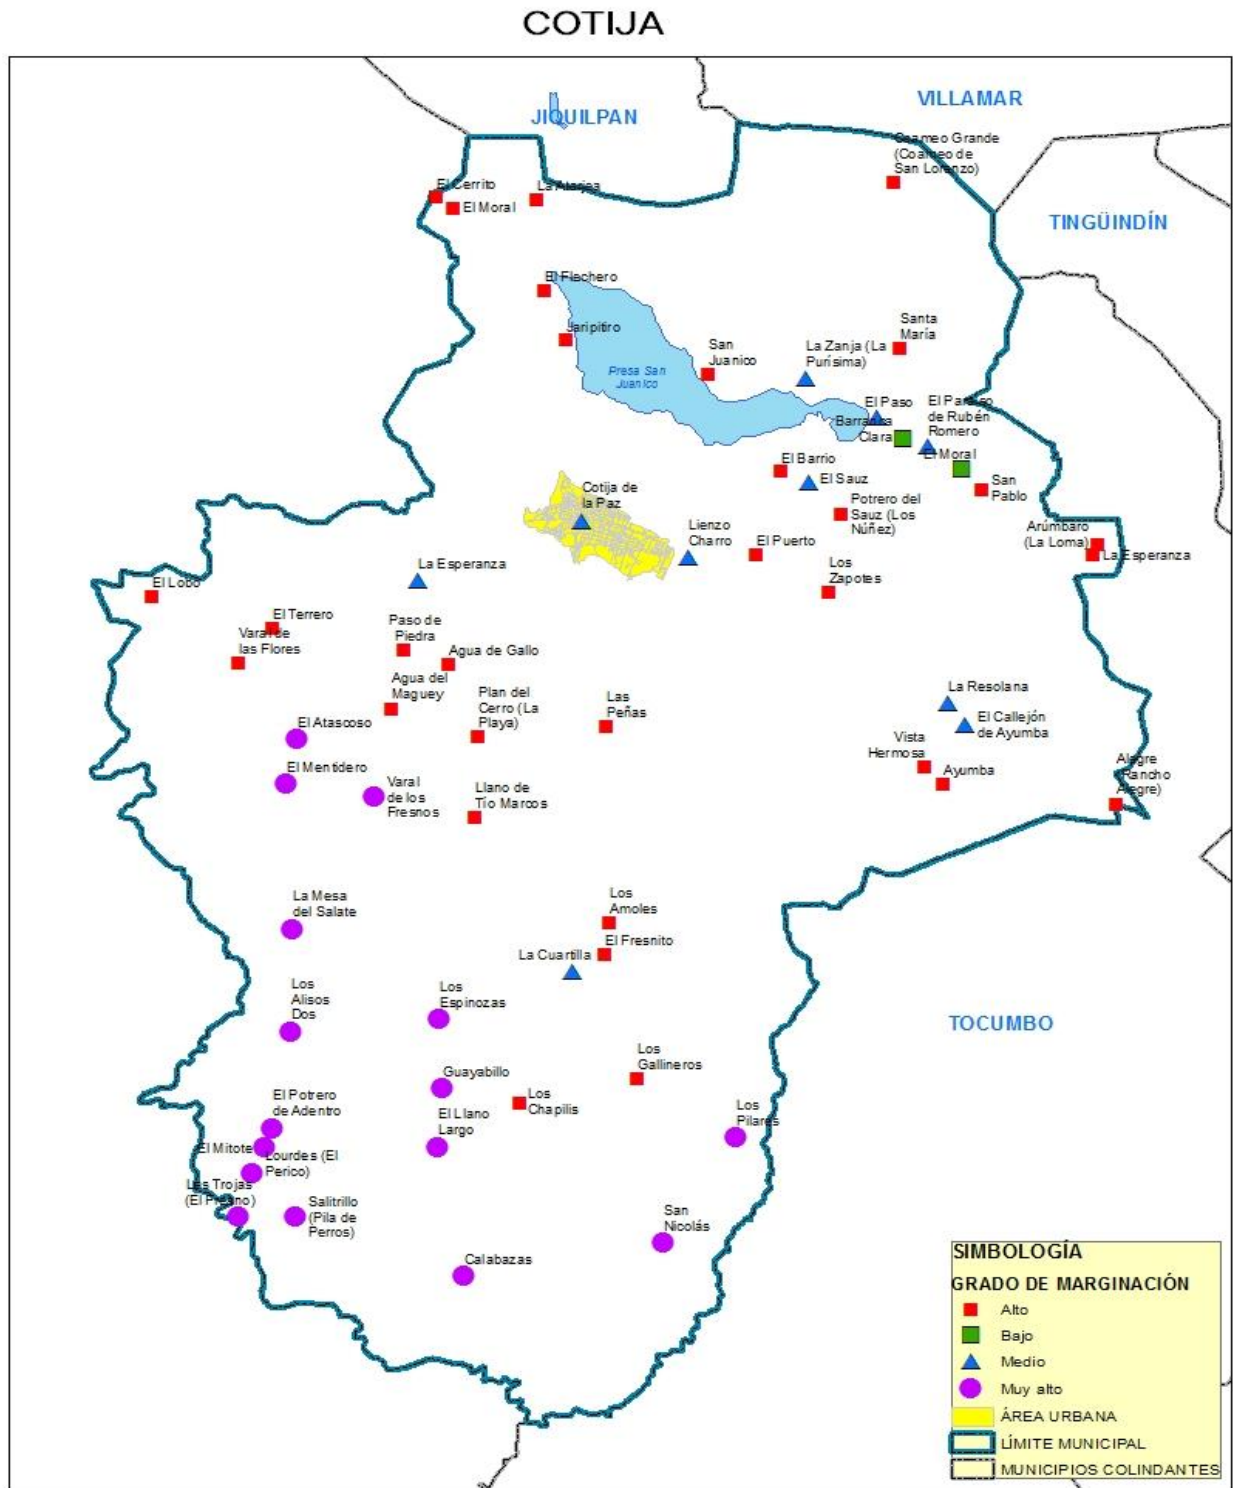 COTIJA
JIQUILPAN
VILLAMAR
TINGÜINDÍN
Coameo Grande
(Coameo de
San Lorenzo)
El Cerrito
El Moral
La Atarjea
El Flechero
Jaripitiro
Presa San
Juanico
San
Juanico
La Zanja (La
Purísima)
Santa
María
El Paso
Barranca
Clara
El Paraíso
de Rubén
Romero
El Moral
San
Pablo
El Barrio
El Sauz
Potrero del
Sauz (Los
Núñez)
Cotija de
la Paz
Lienzo
Charro
El Puerto
Los
Zapotes
Arúmbaro
(La Loma)
La Esperanza
La Esperanza
El Lobo
El Terrero
Varal de
las Flores
Paso de
Piedra
Agua de Gallo
Agua del
Maguey
Plan del
Cerro (La
Playa)
Las
Peñas
La Resolana
El Callejón
de Ayumba
Vista
Hermosa
Ayumba
Alegre
(Rancho
Alegre)
El Atascoso
El Mentidero
Varal
de los
Fresnos
Llano de
Tío Marcos
La Mesa
del Salate
Los
Amoles
El Fresnito
La Cuartilla
Los
Alisos
Dos
Los
Espinozas
TOCUMBO
Los
Gallineros
Guayabillo
Los
Chapilis
El Potrero
de Adentro
El Llano
Largo
Los
Pilares
El Mitote
Lourdes (El
Perico)
Las Trojas
(El Fresno)
Salitrillo
(Pila de
Perros)
San
Nicolás
Calabazas
SIMBOLOGÍA
GRADO DE MARGINACIÓN
Alto
Bajo
Medio
Muy alto
ÁREA URBANA
LÍMITE MUNICIPAL
MUNICIPIOS COLINDANTES